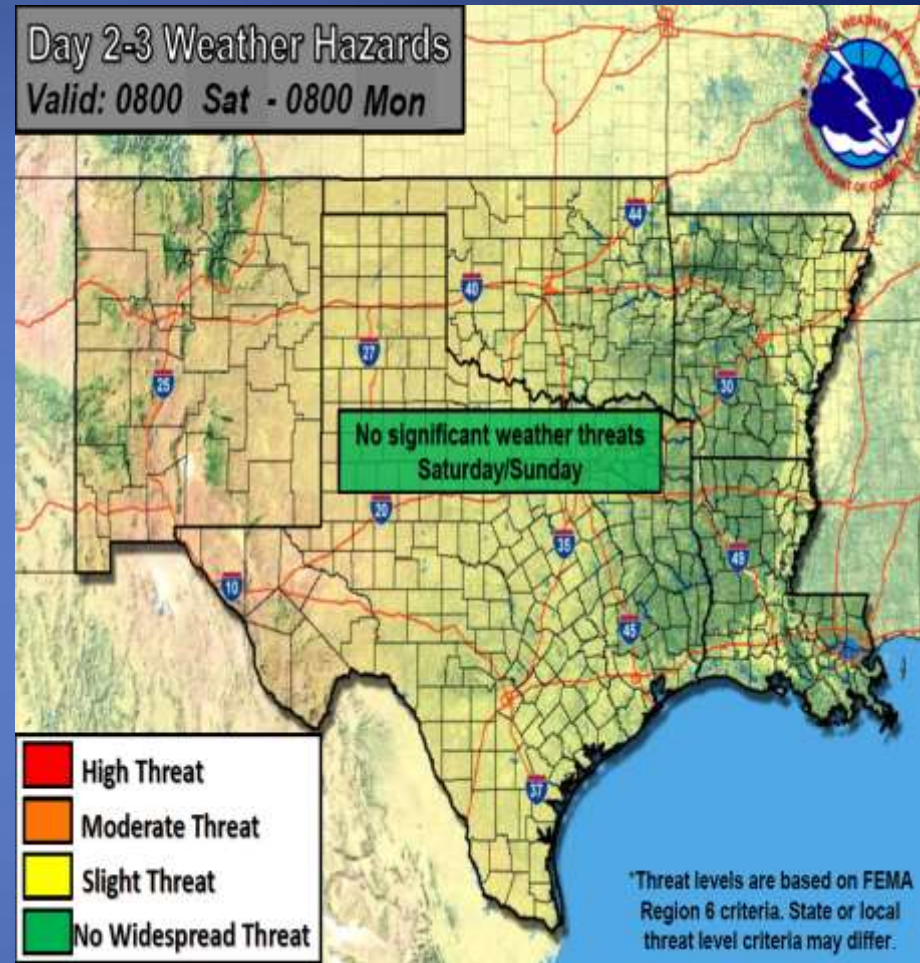 Day 2-3 Weather Hazards
Valid: 0800 Sat - 0800 Mon
44
40
27
25
30
No significant weather threats
Saturday/Sunday
20
35
49
10
45
37
High Threat
Moderate Threat
Slight Threat
No Widespread Threat
*Threat levels are based on FEMA
Region 6 criteria. State or local
threat level criteria may differ.